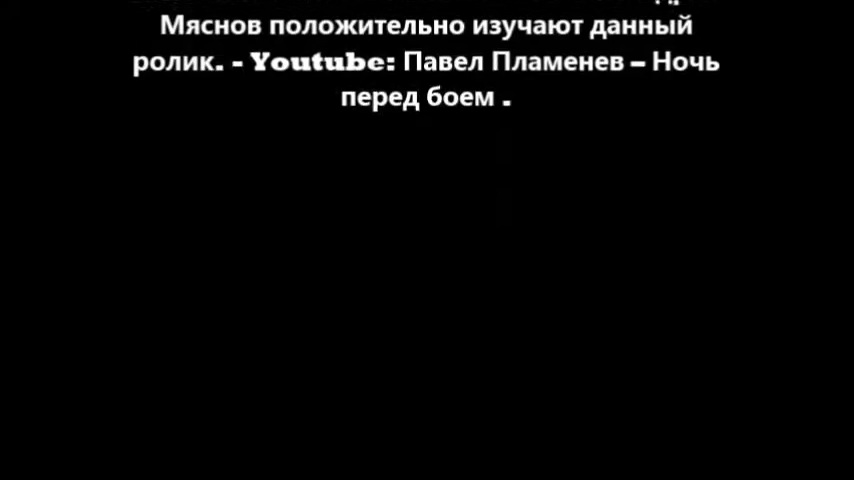 Мяснов положительно изучают данный
ролик. - Youtube: Павел Пламенев – Ночь
перед боем .